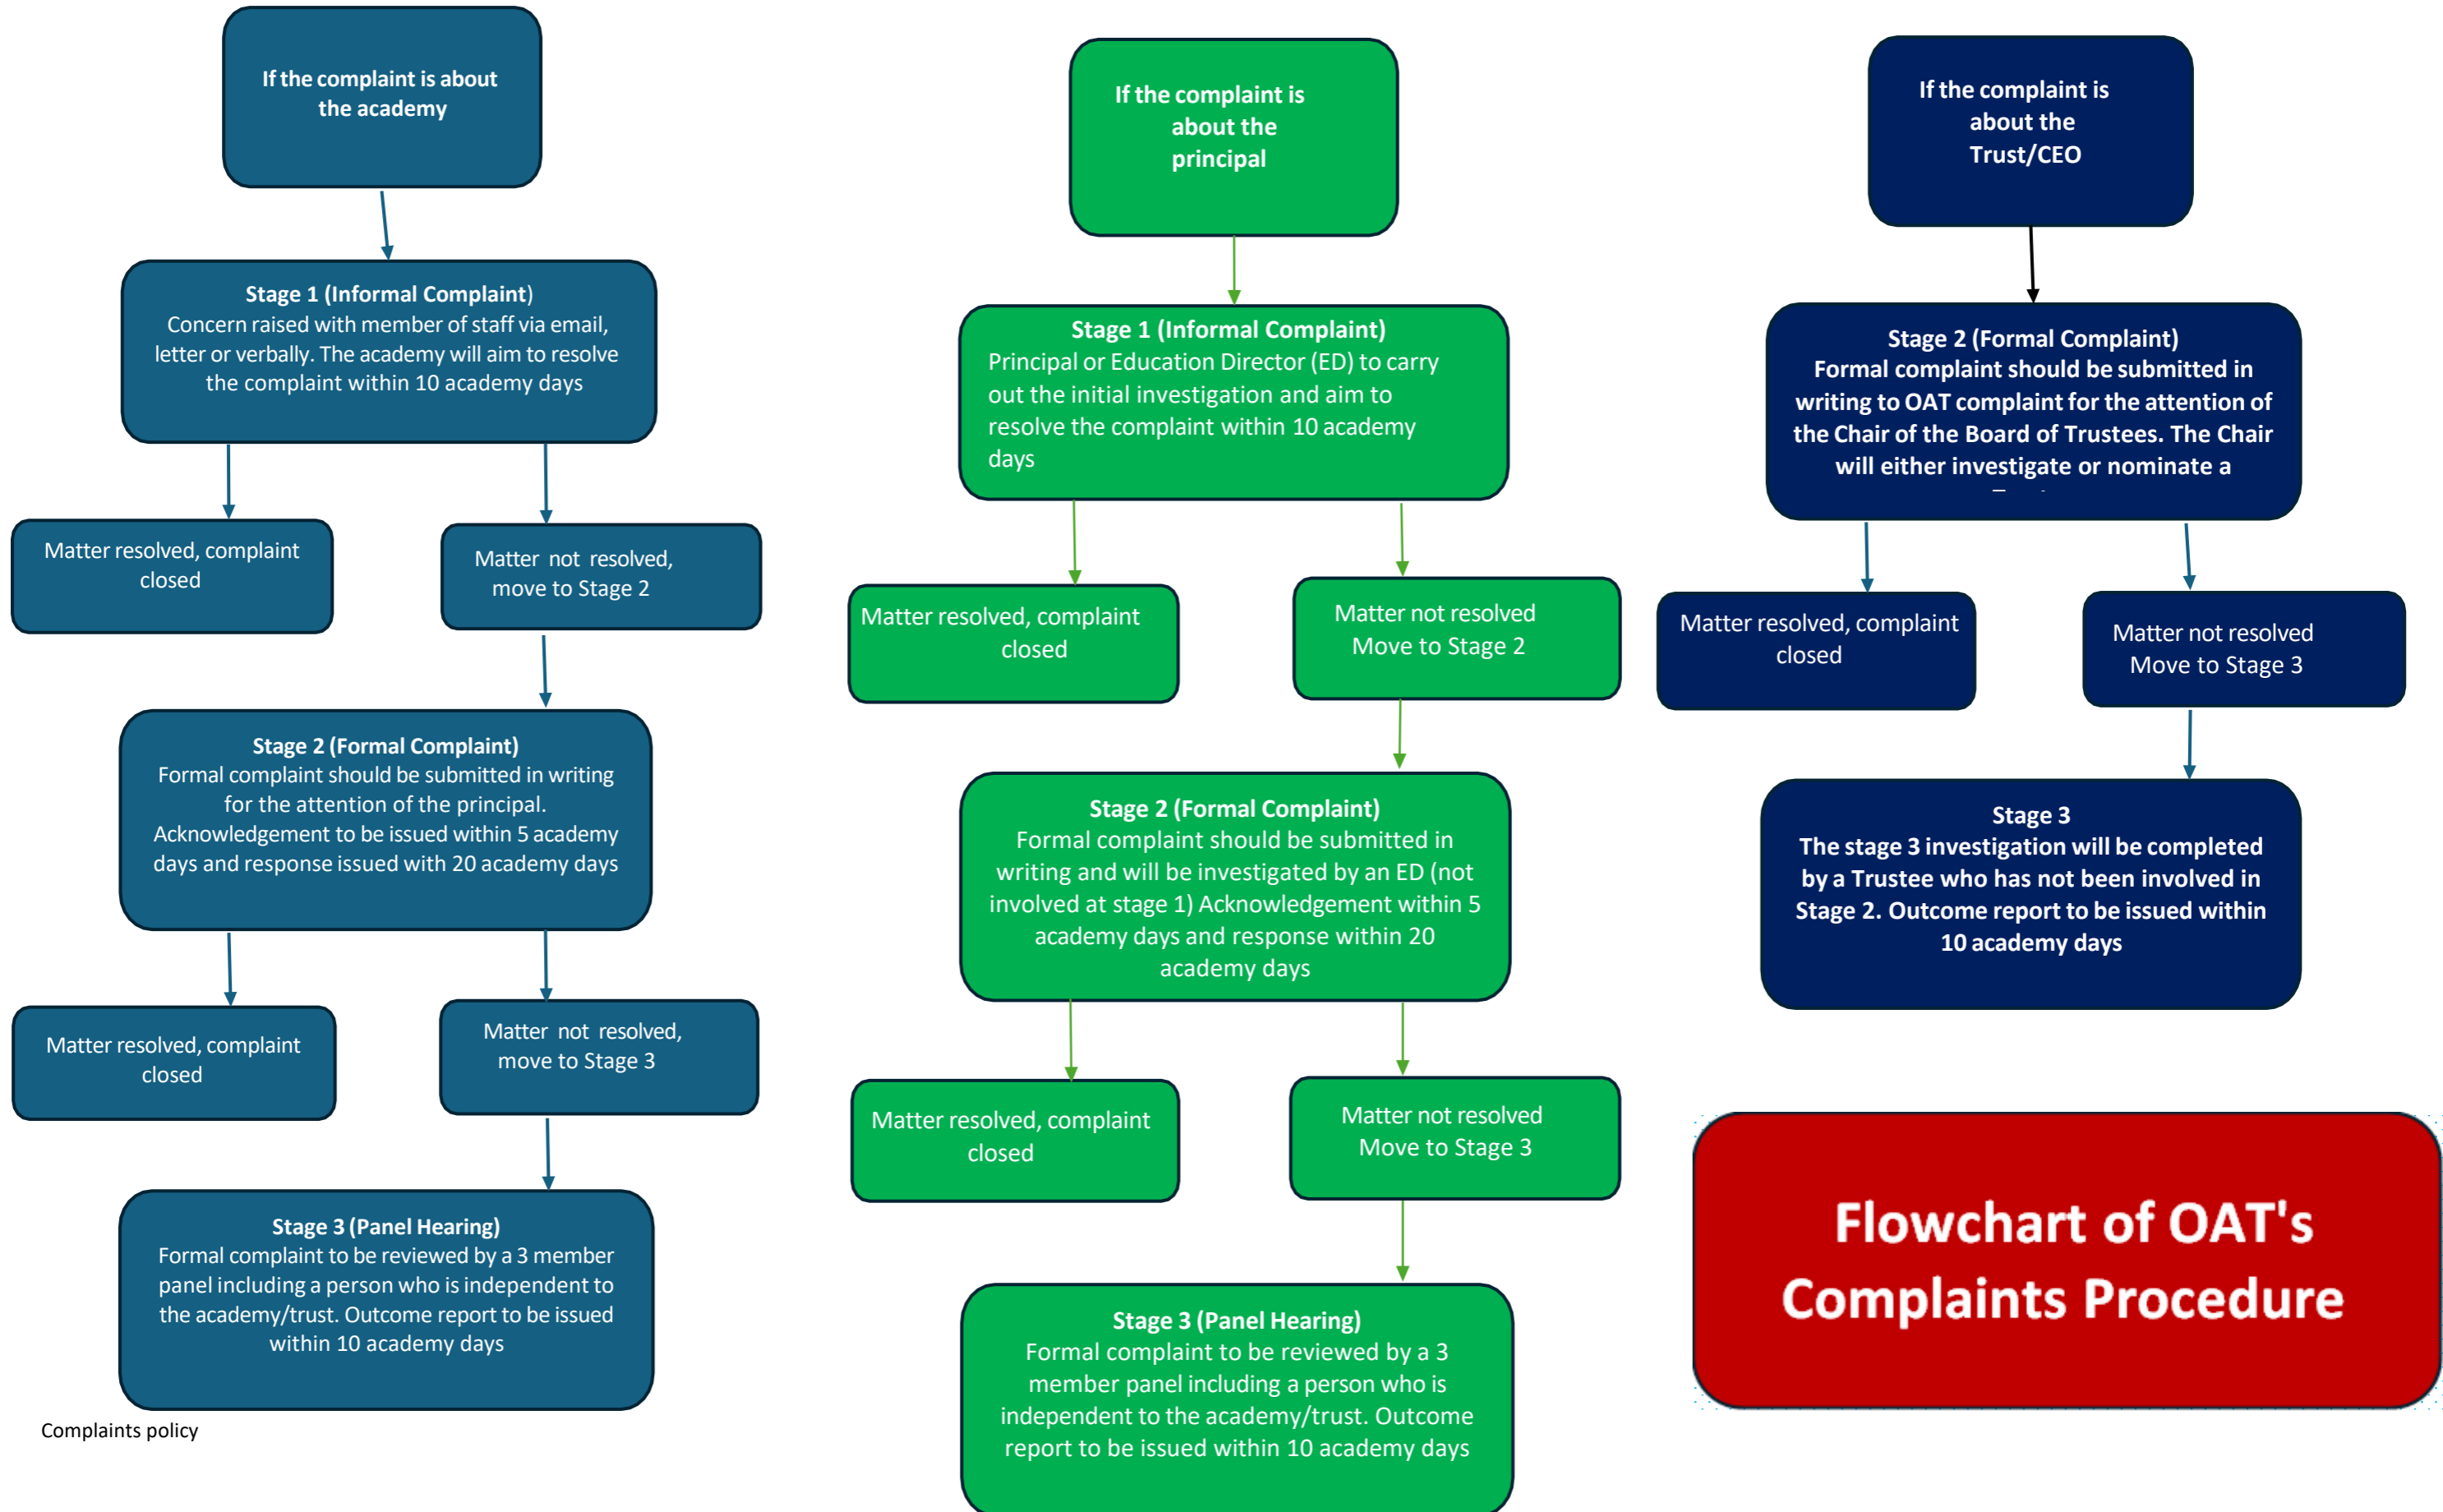 If the complaint is about
the academy
Stage 1 (Informal Complaint)
Concern raised with member of staff via email,
letter or verbally. The academy will aim to resolve
the complaint within 10 academy days
Matter resolved, complaint
closed
Matter not resolved,
move to Stage 2
Stage 2 (Formal Complaint)
Formal complaint should be submitted in writing
for the attention of the principal.
Acknowledgement to be issued within 5 academy
days and response issued with 20 academy days
Matter resolved, complaint
closed
Matter not resolved,
move to Stage 3
Stage 3 (Panel Hearing)
Formal complaint to be reviewed by a 3 member
panel including a person who is independent to
the academy/trust. Outcome report to be issued
within 10 academy days
Complaints policy
If the complaint is
about the
principal
Stage 1 (Informal Complaint)
Principal or Education Director (ED) to carry
out the initial investigation and aim to
resolve the complaint within 10 academy
days
Matter resolved, complaint
closed
Matter not resolved
Move to Stage 2
Stage 2 (Formal Complaint)
Formal complaint should be submitted in
writing and will be investigated by an ED (not
involved at stage 1) Acknowledgement within 5
academy days and response within 20
academy days
Matter resolved, complaint
closed
Matter not resolved
Move to Stage 3
Stage 3 (Panel Hearing)
Formal complaint to be reviewed by a 3
member panel including a person who is
independent to the academy/trust. Outcome
report to be issued within 10 academy days
If the complaint is
about the
Trust/CEO
Stage 2 (Formal Complaint)
Formal complaint should be submitted in
writing to OAT complaint for the attention of
the Chair of the Board of Trustees. The Chair
will either investigate or nominate a
Matter resolved, complaint
closed
Matter not resolved
Move to Stage 3
Stage 3
The stage 3 investigation will be completed
by a Trustee who has not been involved in
Stage 2. Outcome report to be issued within
10 academy days
Flowchart of OAT's
Complaints Procedure